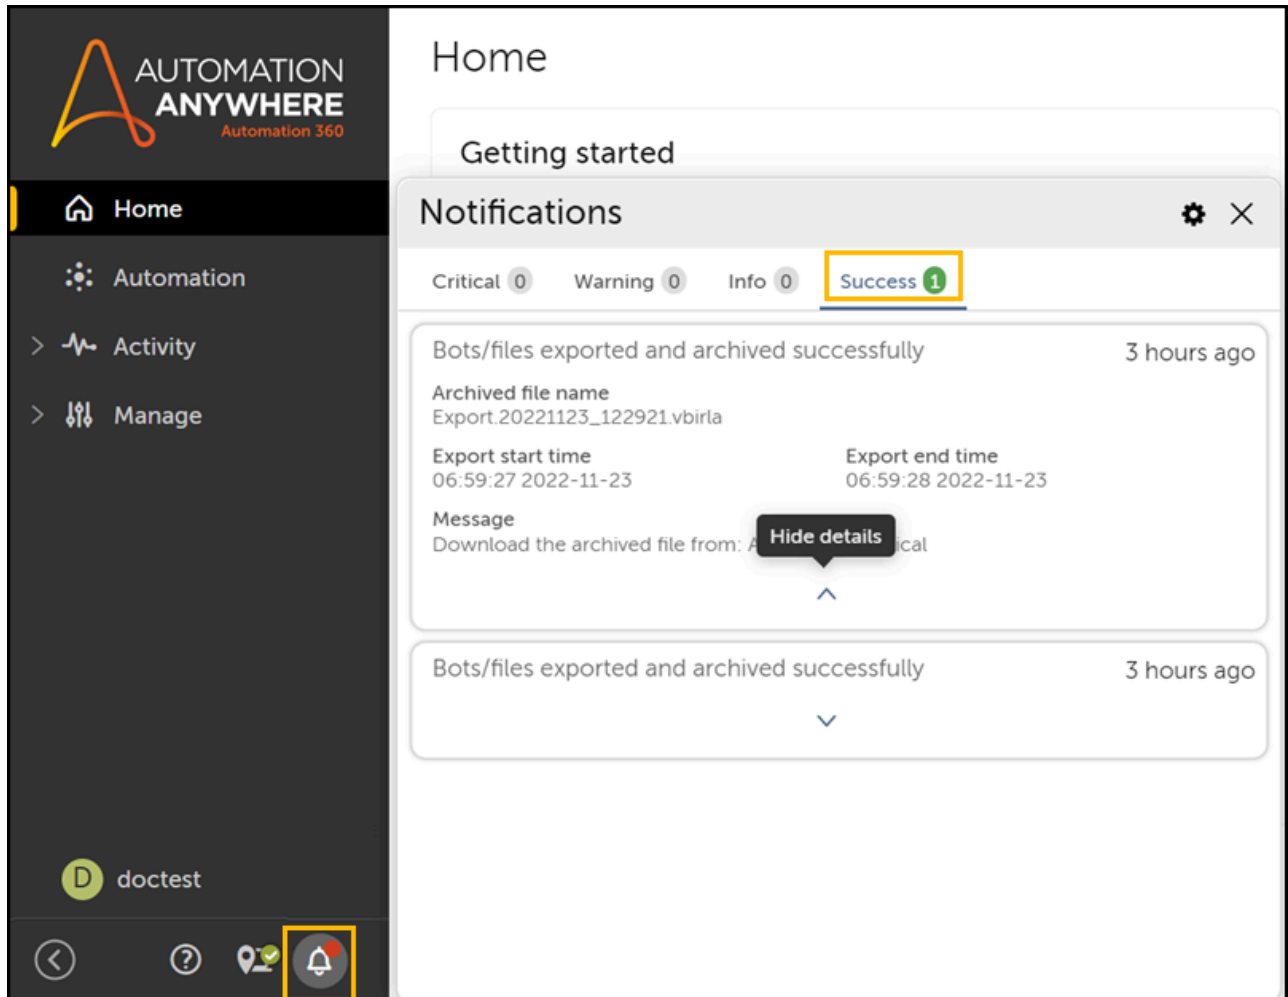 AUTOMATION
ANYWHERE
Automation 360
Home
Automation
Activity
Manage
D doctest
Home
Getting started
Notifications
Critical 0 Warning 0 Info 0 Success 1
Bots/files exported and archived successfully 3 hours ago
Archived file name
Export.20221123_122921.vbirla
Export start time Export end time
06:59:27 2022-11-23 06:59:28 2022-11-23
Message
Download the archived file from:
Hide details
Bots/files exported and archived successfully 3 hours ago